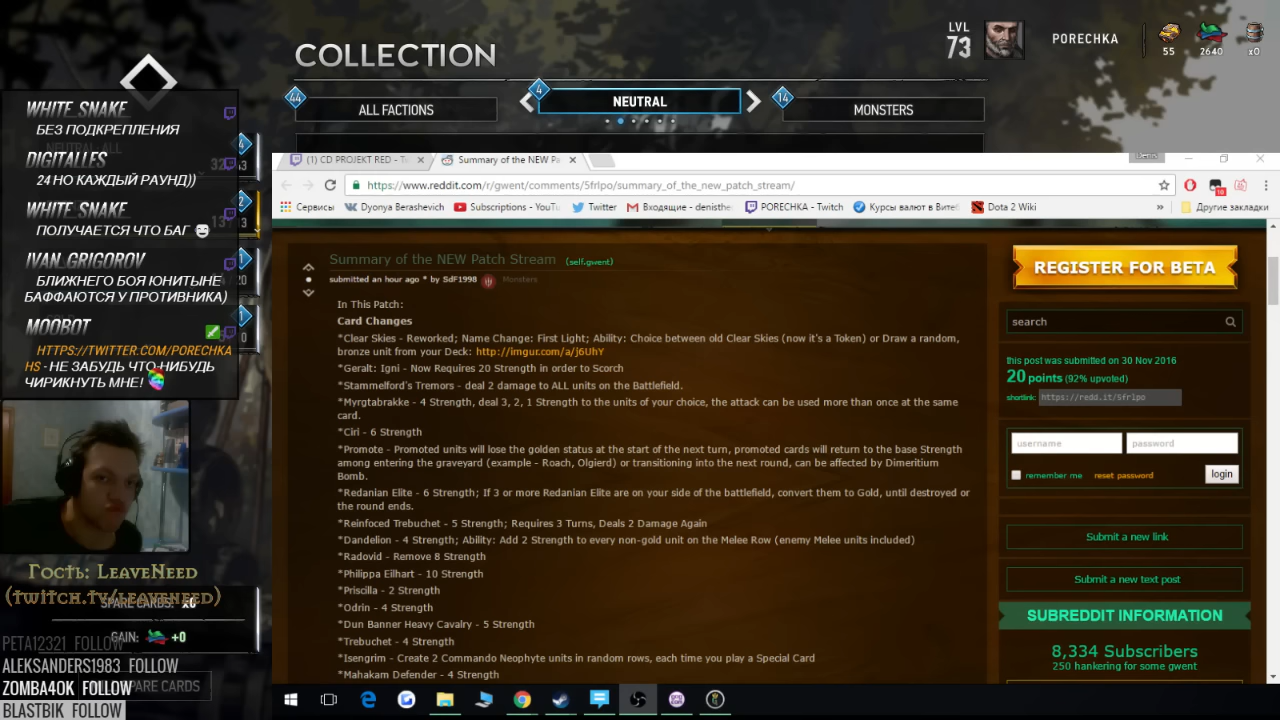 COLLECTION
LVL
73
PORECHKA
55
2640
x0
44
ALL FACTIONS
4
NEUTRAL
14
MONSTERS
WHITE_SNAKE
БЕЗ ПОДКРЕПЛЕНИЯ
DIGITALLES
24 НО КАЖДЫЙ РАУНД))
WHITE_SNAKE
ПОЛУЧАЕТСЯ ЧТО БАГ
IVAN_GRIGOROV
БЛИЖНЕГО БОЯ ЮНИТЫНЕ
БАФФАЮТСЯ У ПРОТИВНИКА)
MOOBOT
HTTPS://TWITTER.COM/PORECHKA
HS - НЕ ЗАБУДЬ ЧТО-НИБУДЬ
ЧИРИКНУТЬ МНЕ!
4
2
1
1
Гость: LeaveNeed
(twitch.tv/leaveneed)
SPARE CARDS: x0
GAIN: +0
PETA12321 FOLLOW
ALEKSANDERS1983 FOLLOW
ZOMBA4OK FOLLOW
SPARE CARDS
BLASTBIK FOLLOW
(1) CD PROJEKT RED - Tw
Summary of the NEW Pa
Denis
https://www.reddit.com/r/gwent/comments/5frlpo/summary_of_the_new_patch_stream/
Сервисы
Dyonya Berashevich
Subscriptions - YouTu
Twitter
Входящие - denisthe
PORECHKA - Twitch
Курсы валют в Вите
Dota 2 Wiki
»
Другие закладки
Summary of the NEW Patch Stream (self.gwent)
submitted an hour ago * by SdF1998 Monsters
In This Patch:
Card Changes
*Clear Skies - Reworked; Name Change: First Light; Ability: Choice between old Clear Skies (now it's a Token) or Draw a random,
bronze unit from your Deck: http://imgur.com/a/j6UhY
*Geralt: Igni - Now Requires 20 Strength in order to Scorch
*Stammelford's Tremors - deal 2 damage to ALL units on the Battlefield.
*Myrgtabrakke - 4 Strength, deal 3, 2, 1 Strength to the units of your choice, the attack can be used more than once at the same
card.
*Ciri - 6 Strength
*Promote - Promoted units will lose the golden status at the start of the next turn, promoted cards will return to the base Strength
among entering the graveyard (example - Roach, Olgierd) or transitioning into the next round, can be affected by Dimeritium
Bomb.
*Redanian Elite - 6 Strength; If 3 or more Redanian Elite are on your side of the battlefield, convert them to Gold, until destroyed or
the round ends.
*Reinfoced Trebuchet - 5 Strength; Requires 3 Turns, Deals 2 Damage Again
*Dandelion - 4 Strength; Ability: Add 2 Strength to every non-gold unit on the Melee Row (enemy Melee units included)
*Radovid - Remove 8 Strength
*Philippa Eilhart - 10 Strength
*Priscilla - 2 Strength
*Odrin - 4 Strength
*Dun Banner Heavy Cavalry - 5 Strength
*Trebuchet - 4 Strength
*Isengrim - Create 2 Commando Neophyte units in random rows, each time you play a Special Card
*Mahakam Defender - 4 Strength
REGISTER FOR BETA
search
this post was submitted on 30 Nov 2016
20 points (92% upvoted)
shortlink: https://redd.it/5frlpo
username
password
remember me
reset password
login
Submit a new link
Submit a new text post
SUBREDDIT INFORMATION
8,334 Subscribers
250 hankering for some gwent